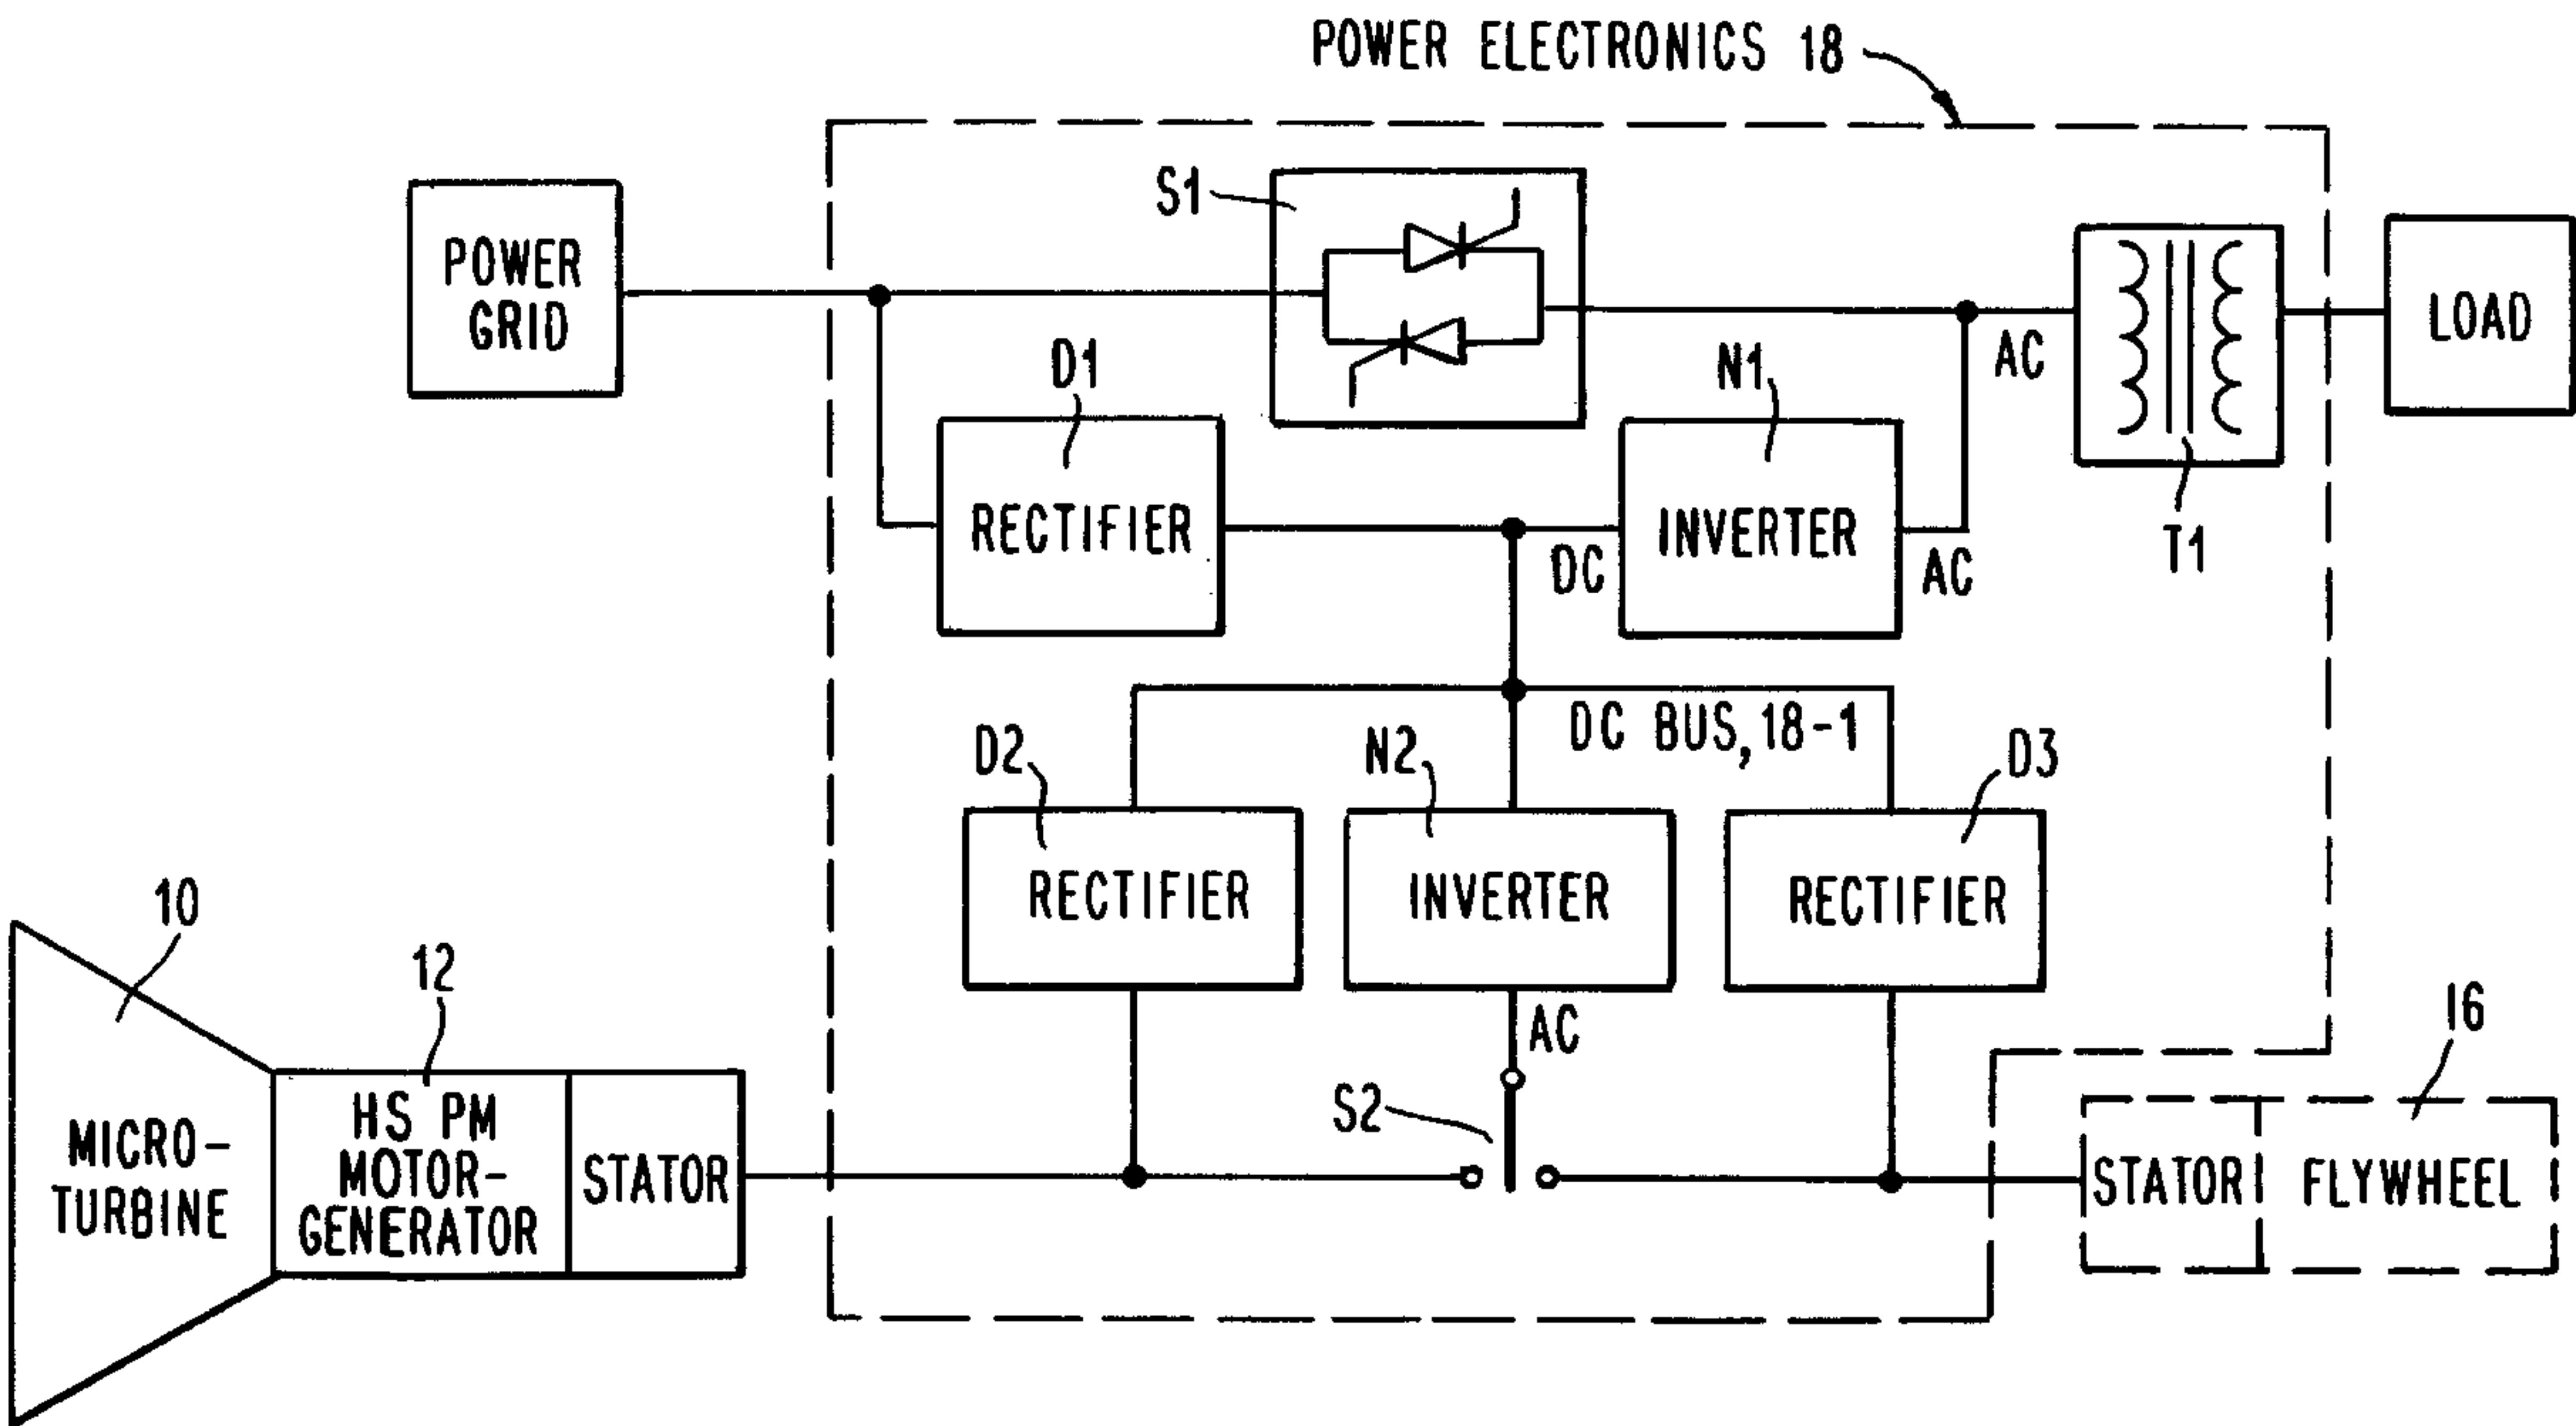 POWER ELECTRONICS 18
S1
POWER
GRID
LOAD
D1
N1
AC
T1
RECTIFIER
DC
INVERTER
AC
DC BUS, 18-1
D2
N2
D3
RECTIFIER
INVERTER
RECTIFIER
10
12
AC
16
S2
MICRO-
TURBINE
HS PM
MOTOR-
GENERATOR
STATOR
STATOR
FLYWHEEL